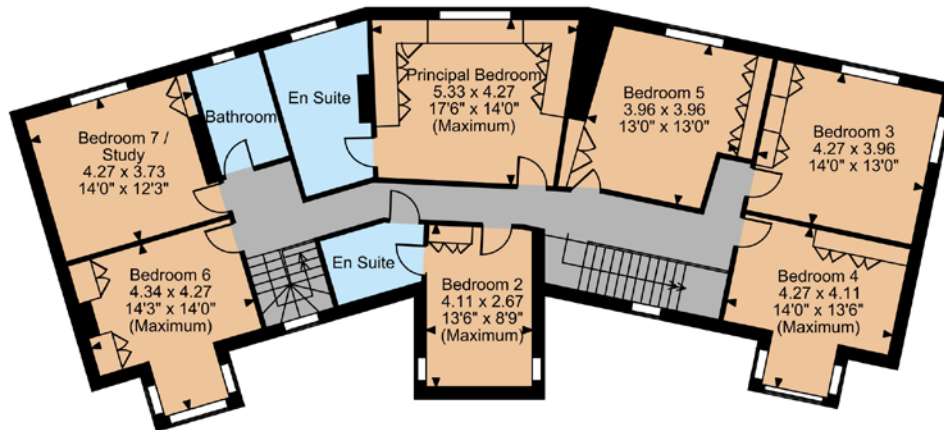 Bedroom 7 /
Study
4.27 x 3.73
14'0" x 12'3"
Bathroom
En Suite
Principal Bedroom
5.33 x 4.27
17'6" x 14'0"
(Maximum)
Bedroom 5
3.96 x 3.96
13'0" x 13'0"
Bedroom 3
4.27 x 3.96
14'0" x 13'0"
Bedroom 6
4.34 x 4.27
14'3" x 14'0"
(Maximum)
En Suite
Bedroom 2
4.11 x 2.67
13'6" x 8'9"
(Maximum)
Bedroom 4
4.27 x 4.11
14'0" x 13'6"
(Maximum)